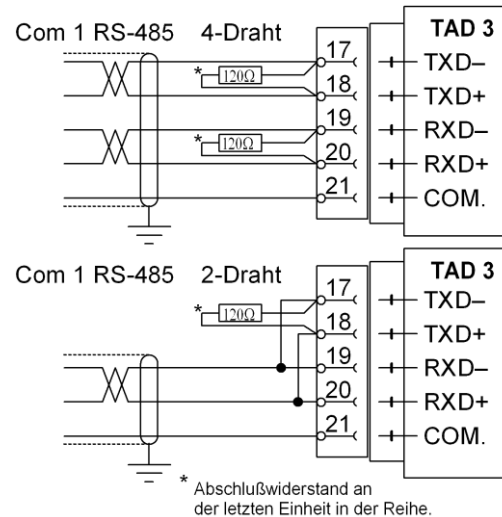 Com 1 RS-485 4-Draht
TAD 3
17 TXD–
* 120Ω
18 TXD+
19 RXD–
* 120Ω
20 RXD+
21 COM.
Com 1 RS-485 2-Draht
TAD 3
17 TXD–
* 120Ω
18 TXD+
19 RXD–
20 RXD+
21 COM.
* Abschlußwiderstand an
der letzten Einheit in der Reihe.